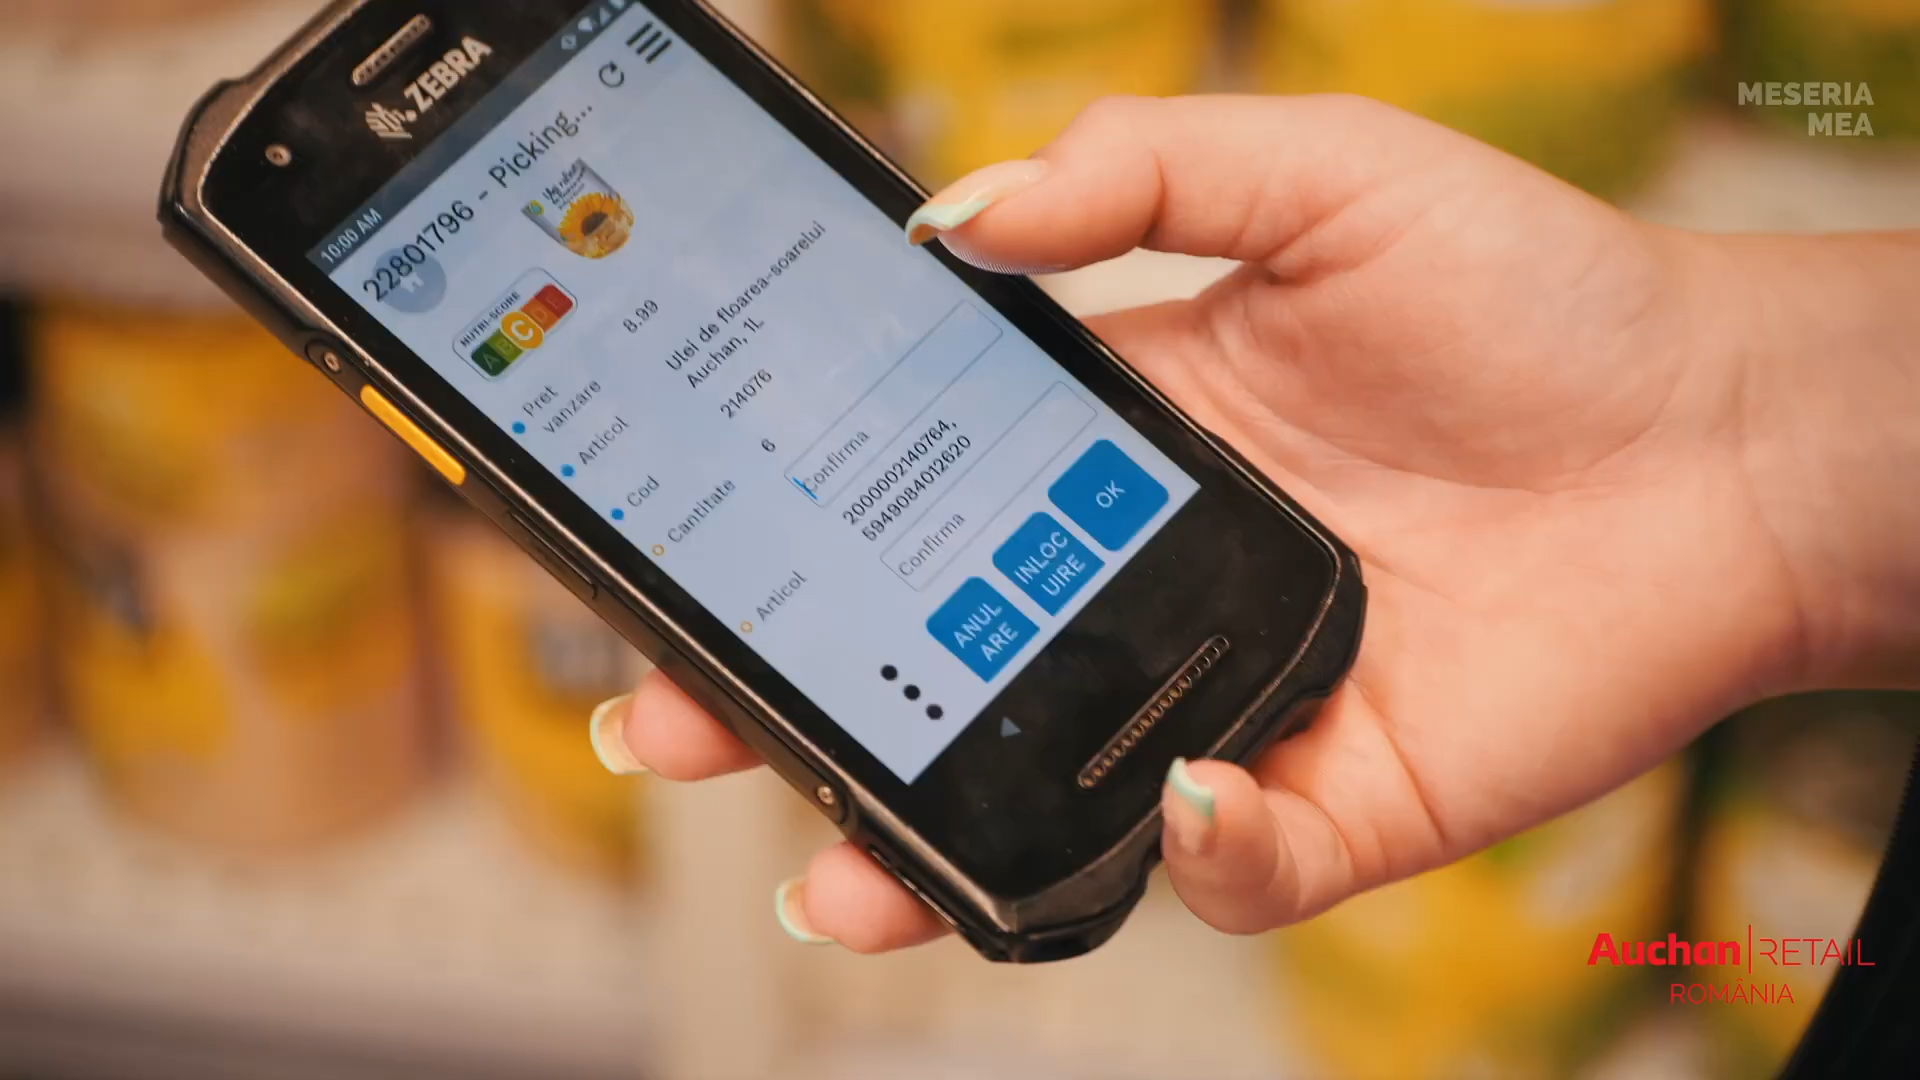 MESERIA
MEA
ZEBRA
10:00 AM
22801796 - Picking...
NUTRI-SCORE
A B C D E
Pret
vanzare
8.99
Articol
Ulei de floarea-soarelui
Auchan, 1L
Cod
214076
Cantitate
6
Confirma
Articol
2000002140764,
5949084012620
Confirma
ANUL
ARE
INLOC
UIRE
OK
Auchan | RETAIL
ROMÂNIA